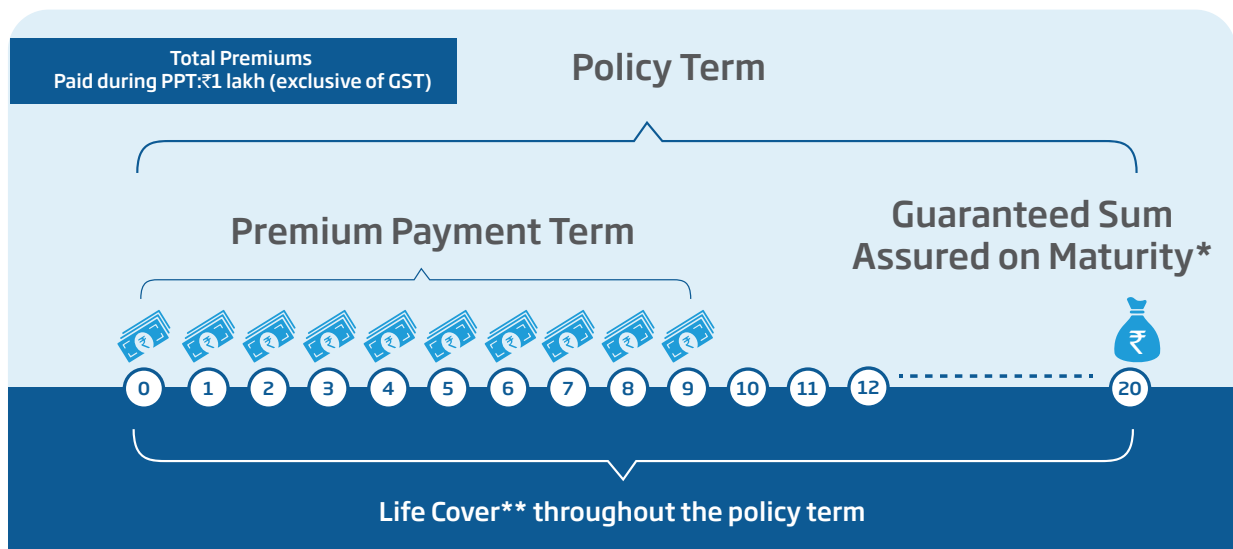 Total Premiums
Paid during PPT:₹1 lakh (exclusive of GST)
Policy Term
Premium Payment Term
Guaranteed Sum
Assured on Maturity*
₹ ₹ ₹ ₹ ₹ ₹ ₹ ₹ ₹ ₹ ₹
0 1 2 3 4 5 6 7 8 9 10 11 12 20
Life Cover** throughout the policy term